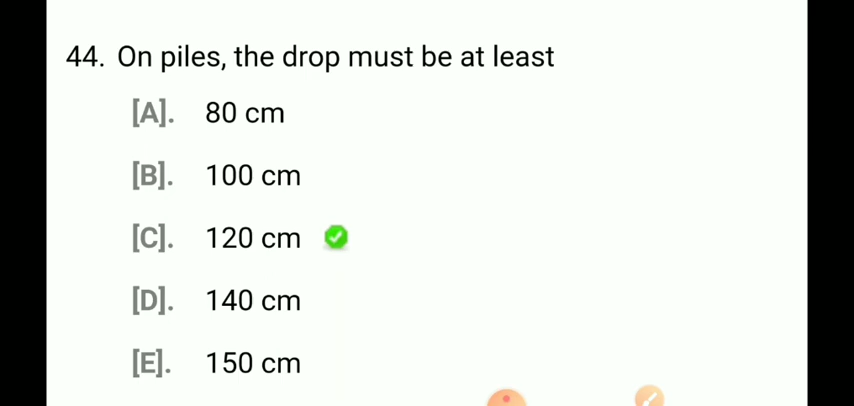 44. On piles, the drop must be at least
[A]. 80 cm
[B]. 100 cm
[C]. 120 cm
[D]. 140 cm
[E]. 150 cm